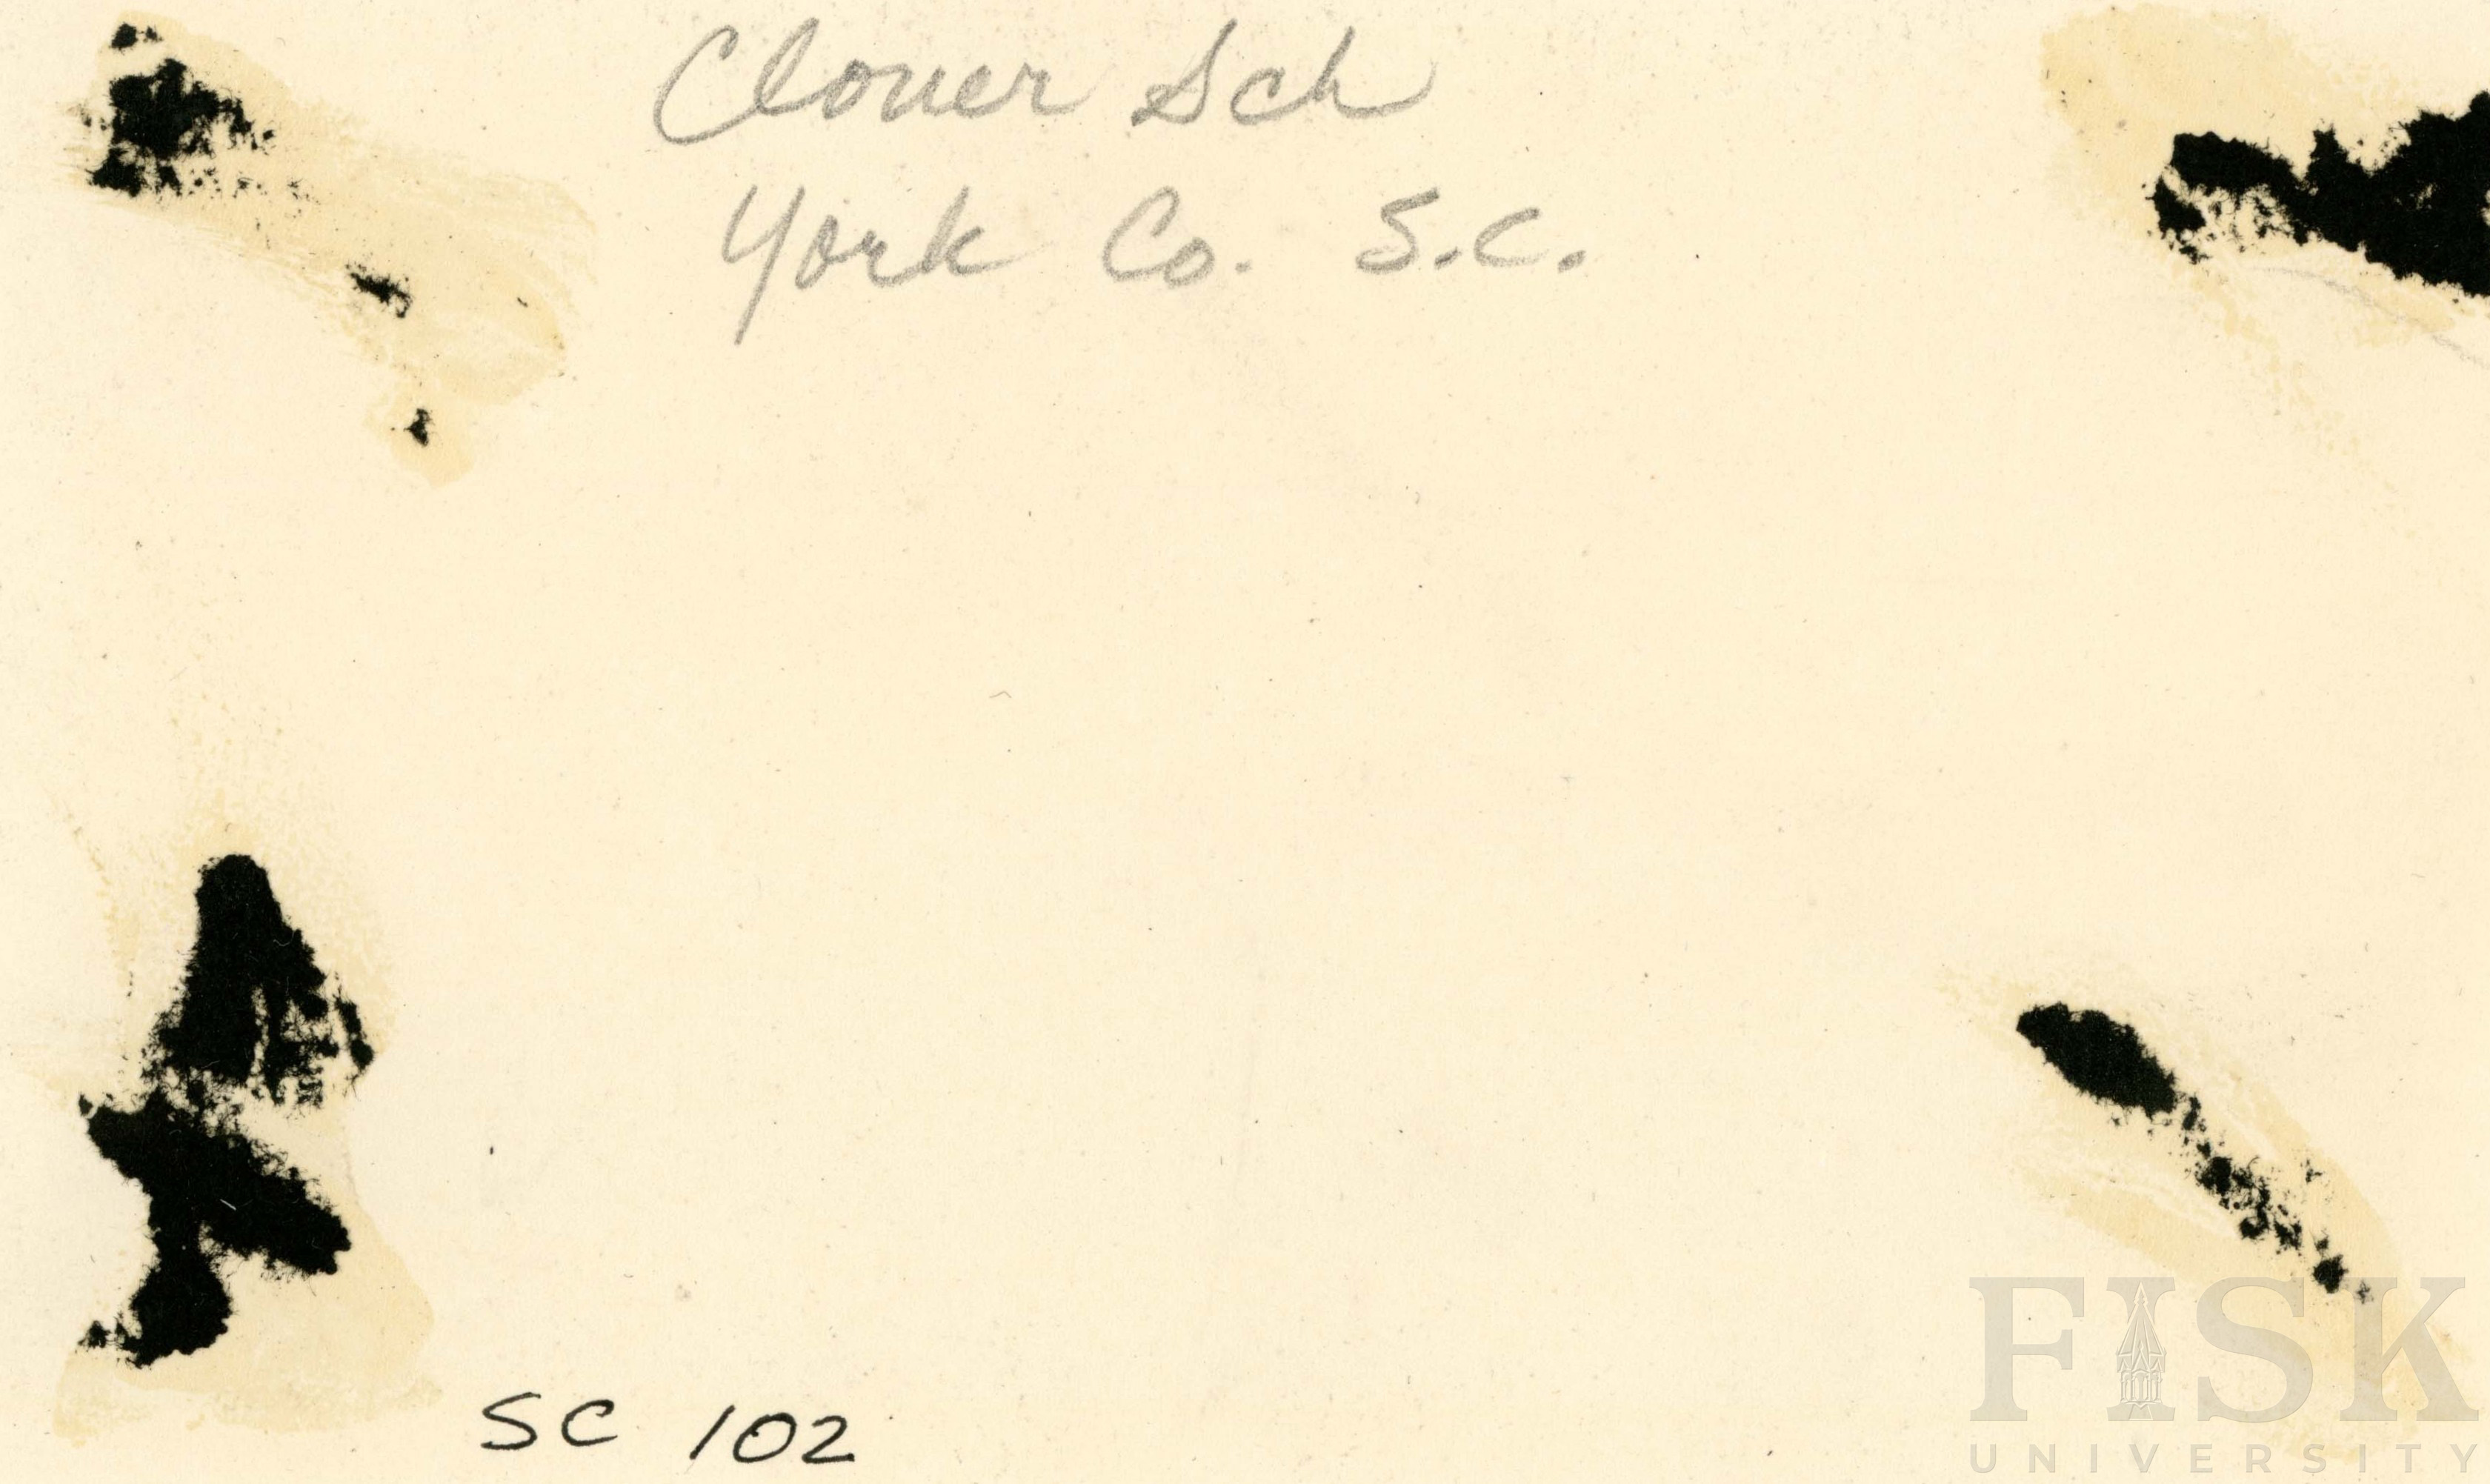 Clover Sch
York Co. S.C.
SC 102
FISK
UNIVERSITY